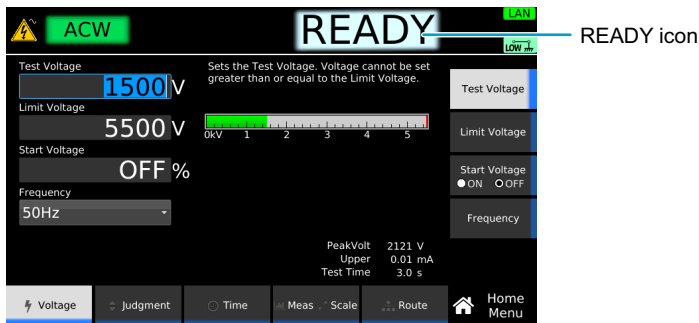 LAN
ACW
READY
READY icon
LOW
Test Voltage
1500 V
Sets the Test Voltage. Voltage cannot be set
greater than or equal to the Limit Voltage.
Limit Voltage
5500 V
0kV 1 2 3 4 5
Start Voltage
OFF %
Frequency
50Hz
PeakVolt 2121 V
Upper 0.01 mA
Test Time 3.0 s
Test Voltage
Limit Voltage
Start Voltage
ON OFF
Frequency
Voltage
Judgment
Time
Meas Scale
Route
Home
Menu